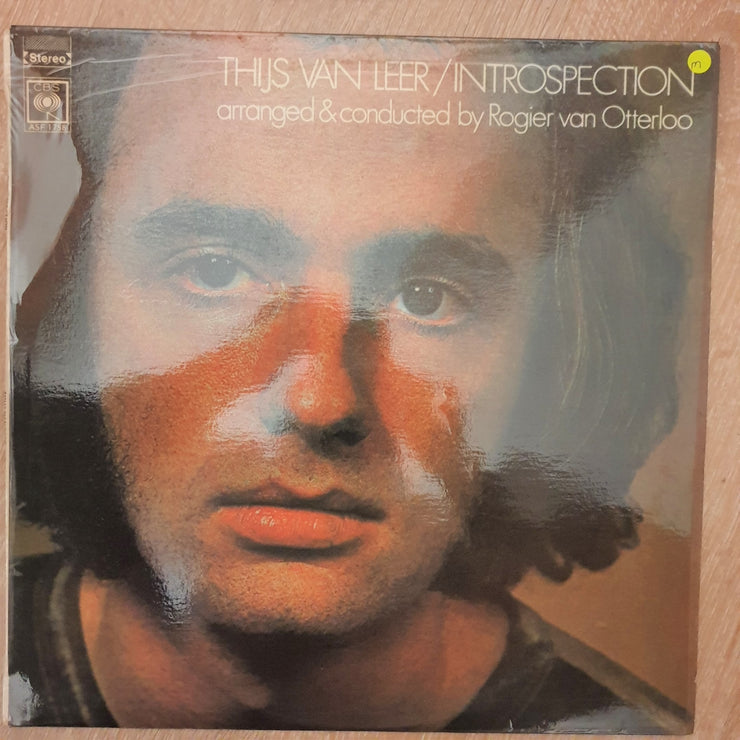 Stereo
CBS
THIJS VAN LEER/INTROSPECTION
arranged & conducted by Rogier van Otterloo
m